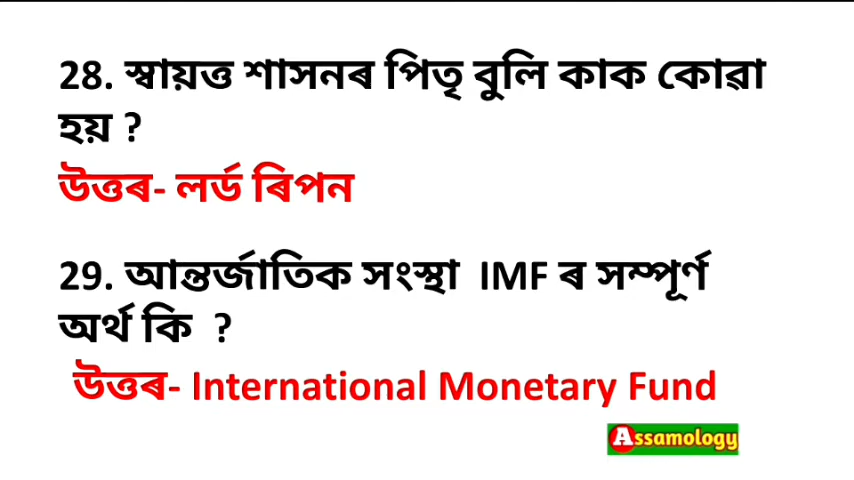 28. স্বায়ত্ত শাসনৰ পিতৃ বুলি কাক কোৱা
হয় ?
উত্তৰ- লৰ্ড ৰিপন
29. আন্তৰ্জাতিক সংস্থা IMF ৰ সম্পূৰ্ণ
অৰ্থ কি ?
উত্তৰ- International Monetary Fund
Assamology